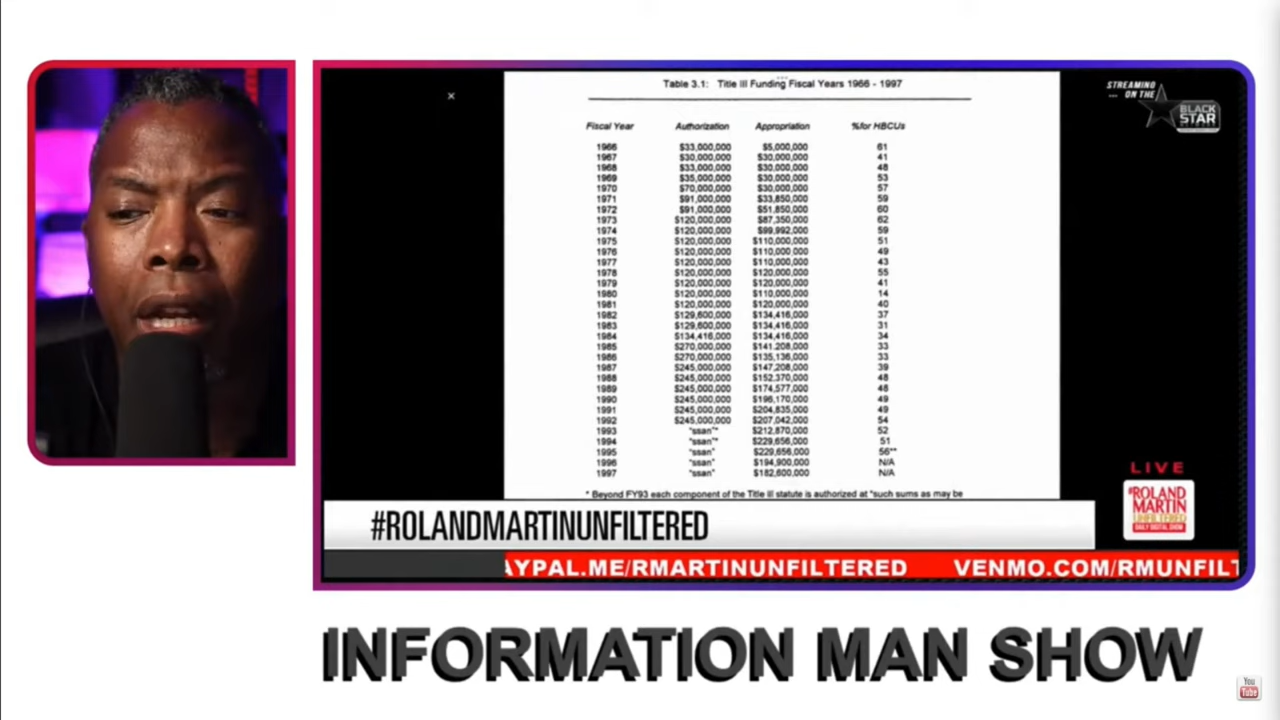 Table 3.1: Title III Funding Fiscal Years 1966 - 1997
Fiscal Year Authorization Appropriation %for HBCUs
1966 $33,000,000 $5,000,000 61
1967 $30,000,000 $30,000,000 41
1968 $33,000,000 $30,000,000 48
1969 $35,000,000 $30,000,000 53
1970 $70,000,000 $30,000,000 57
1971 $91,000,000 $33,850,000 59
1972 $91,000,000 $51,850,000 60
1973 $120,000,000 $87,350,000 62
1974 $120,000,000 $99,992,000 59
1975 $120,000,000 $110,000,000 51
1976 $120,000,000 $110,000,000 49
1977 $120,000,000 $110,000,000 43
1978 $120,000,000 $120,000,000 55
1979 $120,000,000 $120,000,000 41
1980 $120,000,000 $110,000,000 14
1981 $120,000,000 $120,000,000 40
1982 $129,600,000 $134,416,000 37
1983 $129,600,000 $134,416,000 31
1984 $134,416,000 $134,416,000 34
1985 $270,000,000 $141,208,000 33
1986 $270,000,000 $135,136,000 33
1987 $245,000,000 $147,208,000 39
1988 $245,000,000 $152,370,000 48
1989 $245,000,000 $174,577,000 48
1990 $245,000,000 $196,170,000 49
1991 $245,000,000 $204,835,000 49
1992 $245,000,000 $207,042,000 54
1993 "ssan"* $212,870,000 52
1994 "ssan"* $229,656,000 51
1995 "ssan" $229,656,000 56**
1996 "ssan" $194,900,000 N/A
1997 "ssan" $182,600,000 N/A
* Beyond FY93 each component of the Title III statute is authorized at "such sums as may be
STREAMING
... ON THE
BLACK
STAR
LIVE
#ROLAND
MARTIN
UNFILTERED
DAILY DIGITAL SHOW
#ROLANDMARTINUNFILTERED
AYPAL.ME/RMARTINUNFILTERED VENMO.COM/RMUNFILT
INFORMATION MAN SHOW
You
Tube